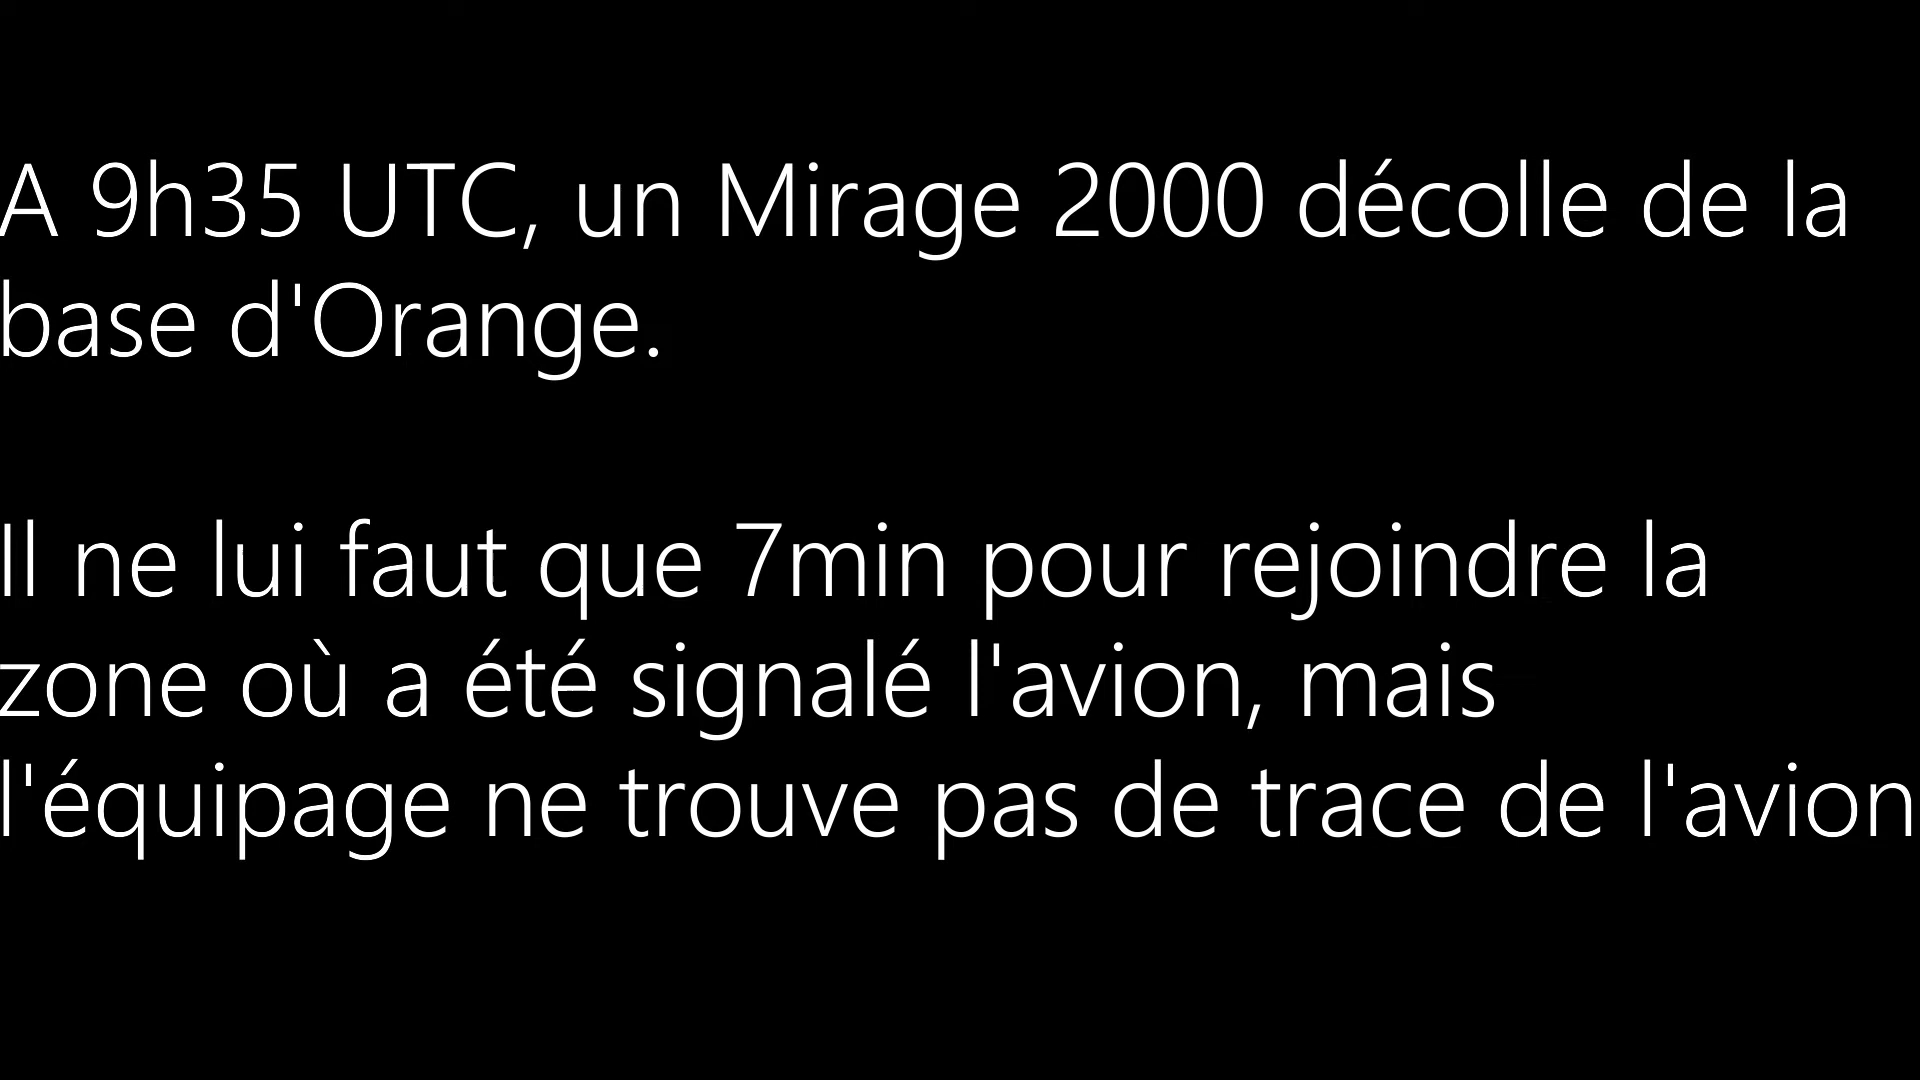 A 9h35 UTC, un Mirage 2000 décolle de la
base d'Orange.
Il ne lui faut que 7min pour rejoindre la
zone où a été signalé l'avion, mais
l'équipage ne trouve pas de trace de l'avion